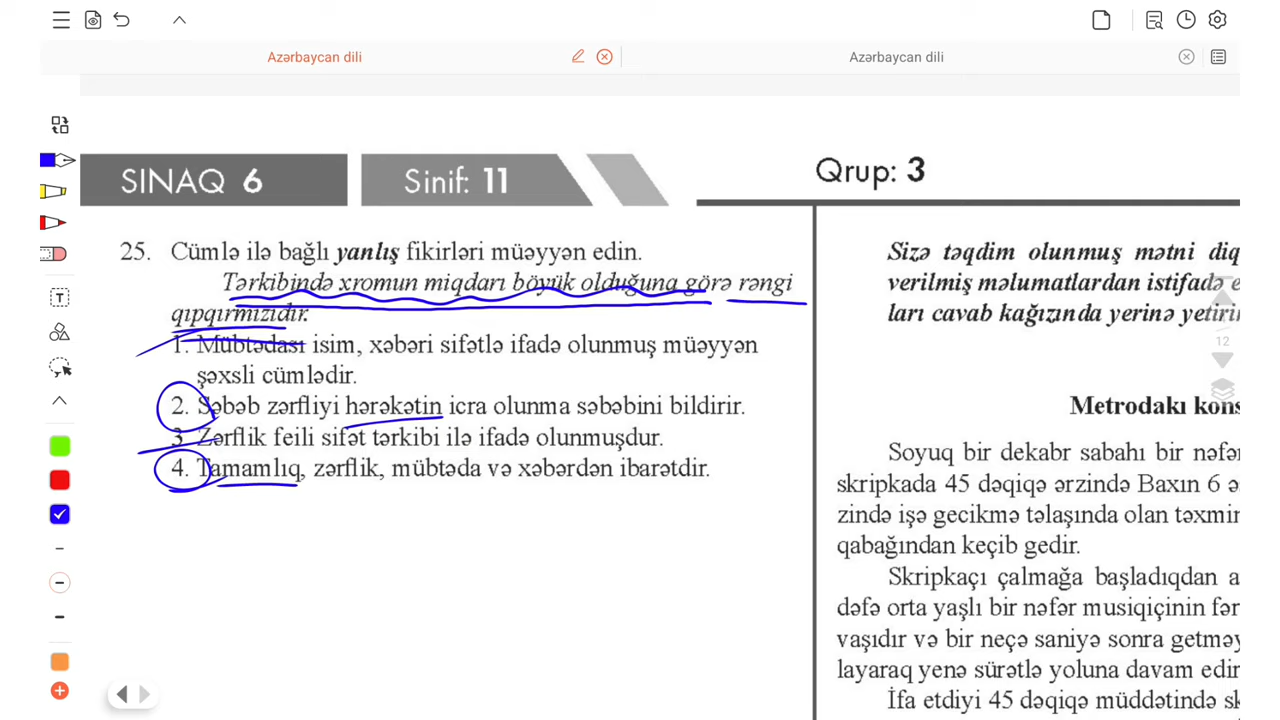 Azərbaycan dili
Azərbaycan dili
SINAQ 6
Sinif: 11
Qrup: 3
25. Cümlə ilə bağlı yanlış fikirləri müəyyən edin.
Tərkibində xromun miqdarı böyük olduğuna görə rəngi
qıpqırmızıdır.
1. Mübtədası isim, xəbəri sifətlə ifadə olunmuş müəyyən
şəxsli cümlədir.
2. Səbəb zərfliyi hərəkətin icra olunma səbəbini bildirir.
3. Zərflik feili sifət tərkibi ilə ifadə olunmuşdur.
4. Tamamlıq, zərflik, mübtəda və xəbərdən ibarətdir.
Sizə təqdim olunmuş mətni diq
verilmiş məlumatlardan istifadə e
ları cavab kağızında yerinə yetiri
12
Metrodakı kons
Soyuq bir dekabr sabahı bir nəfər
skripkada 45 dəqiqə ərzində Baxın 6 ə
zində işə gecikmə təlaşında olan təxmin
qabağından keçib gedir.
Skripkaçı çalmağa başladıqdan a
dəfə orta yaşlı bir nəfər musiqiçinin fər
vaşıdır və bir neçə saniyə sonra getməy
layaraq yenə sürətlə yoluna davam edir
İfa etdiyi 45 dəqiqə müddətində sk